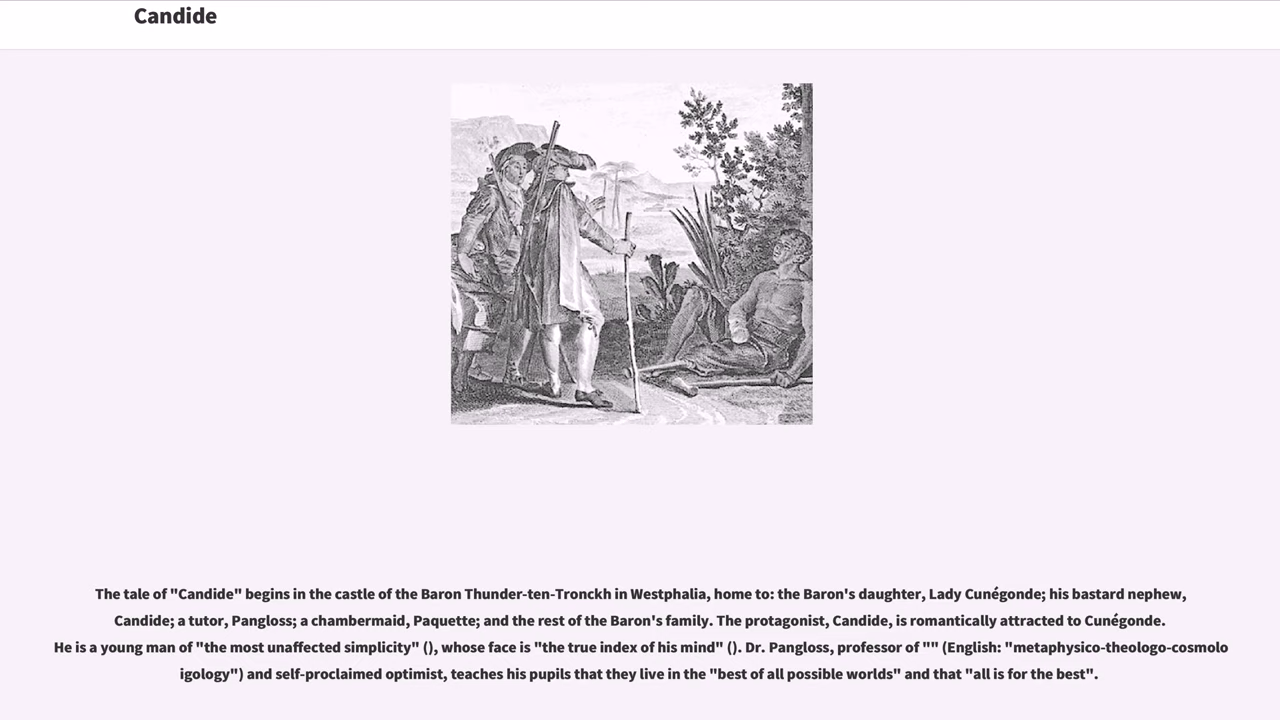 Candide
The tale of "Candide" begins in the castle of the Baron Thunder-ten-Tronckh in Westphalia, home to: the Baron's daughter, Lady Cunégonde; his bastard nephew,
Candide; a tutor, Pangloss; a chambermaid, Paquette; and the rest of the Baron's family. The protagonist, Candide, is romantically attracted to Cunégonde.
He is a young man of "the most unaffected simplicity" (), whose face is "the true index of his mind" (). Dr. Pangloss, professor of "" (English: "metaphysico-theologo-cosmolo
igology") and self-proclaimed optimist, teaches his pupils that they live in the "best of all possible worlds" and that "all is for the best".